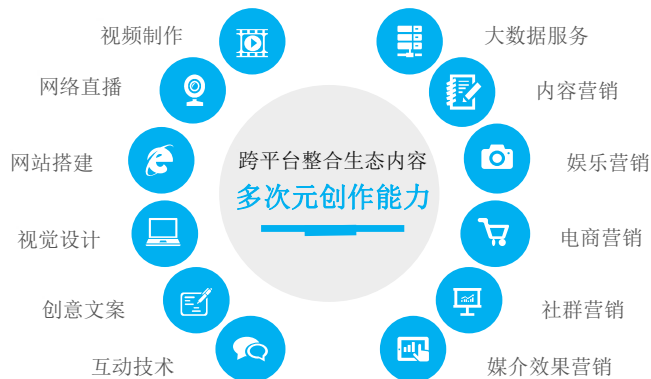 视频制作
网络直播
网站搭建
视觉设计
创意文案
互动技术
跨平台整合生态内容
多次元创作能力
大数据服务
内容营销
娱乐营销
电商营销
社群营销
媒介效果营销